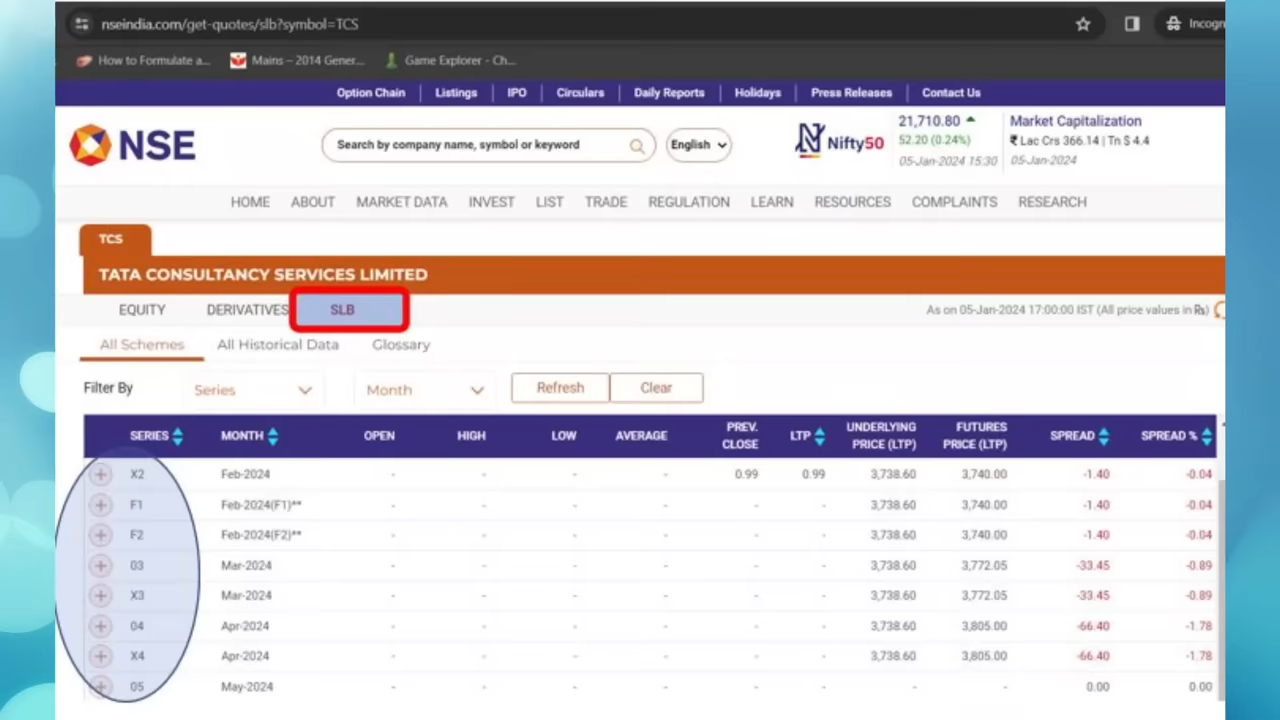 nseindia.com/get-quotes/slb?symbol=TCS
How to Formulate a... Mains – 2014 Gener... Game Explorer - Ch...
Option Chain Listings IPO Circulars Daily Reports Holidays Press Releases Contact Us
NSE
Search by company name, symbol or keyword
English
Nifty50
21,710.80
52.20 (0.24%)
05-Jan-2024 15:30
Market Capitalization
₹ Lac Crs 366.14 | Tn $ 4.4
05-Jan-2024
HOME ABOUT MARKET DATA INVEST LIST TRADE REGULATION LEARN RESOURCES COMPLAINTS RESEARCH
TCS
TATA CONSULTANCY SERVICES LIMITED
EQUITY DERIVATIVES SLB As on 05-Jan-2024 17:00:00 IST (All price values in ₹)
All Schemes All Historical Data Glossary
Filter By Series Month Refresh Clear
SERIES MONTH OPEN HIGH LOW AVERAGE PREV. CLOSE LTP UNDERLYING PRICE (LTP) FUTURES PRICE (LTP) SPREAD SPREAD %
X2 Feb-2024 - - - - 0.99 0.99 3,738.60 3,740.00 -1.40 -0.04
F1 Feb-2024(F1)** - - - - - - 3,738.60 3,740.00 -1.40 -0.04
F2 Feb-2024(F2)** - - - - - - 3,738.60 3,740.00 -1.40 -0.04
03 Mar-2024 - - - - - - 3,738.60 3,772.05 -33.45 -0.89
X3 Mar-2024 - - - - - - 3,738.60 3,772.05 -33.45 -0.89
04 Apr-2024 - - - - - - 3,738.60 3,805.00 -66.40 -1.78
X4 Apr-2024 - - - - - - 3,738.60 3,805.00 -66.40 -1.78
05 May-2024 - - - - - - - - 0.00 0.00